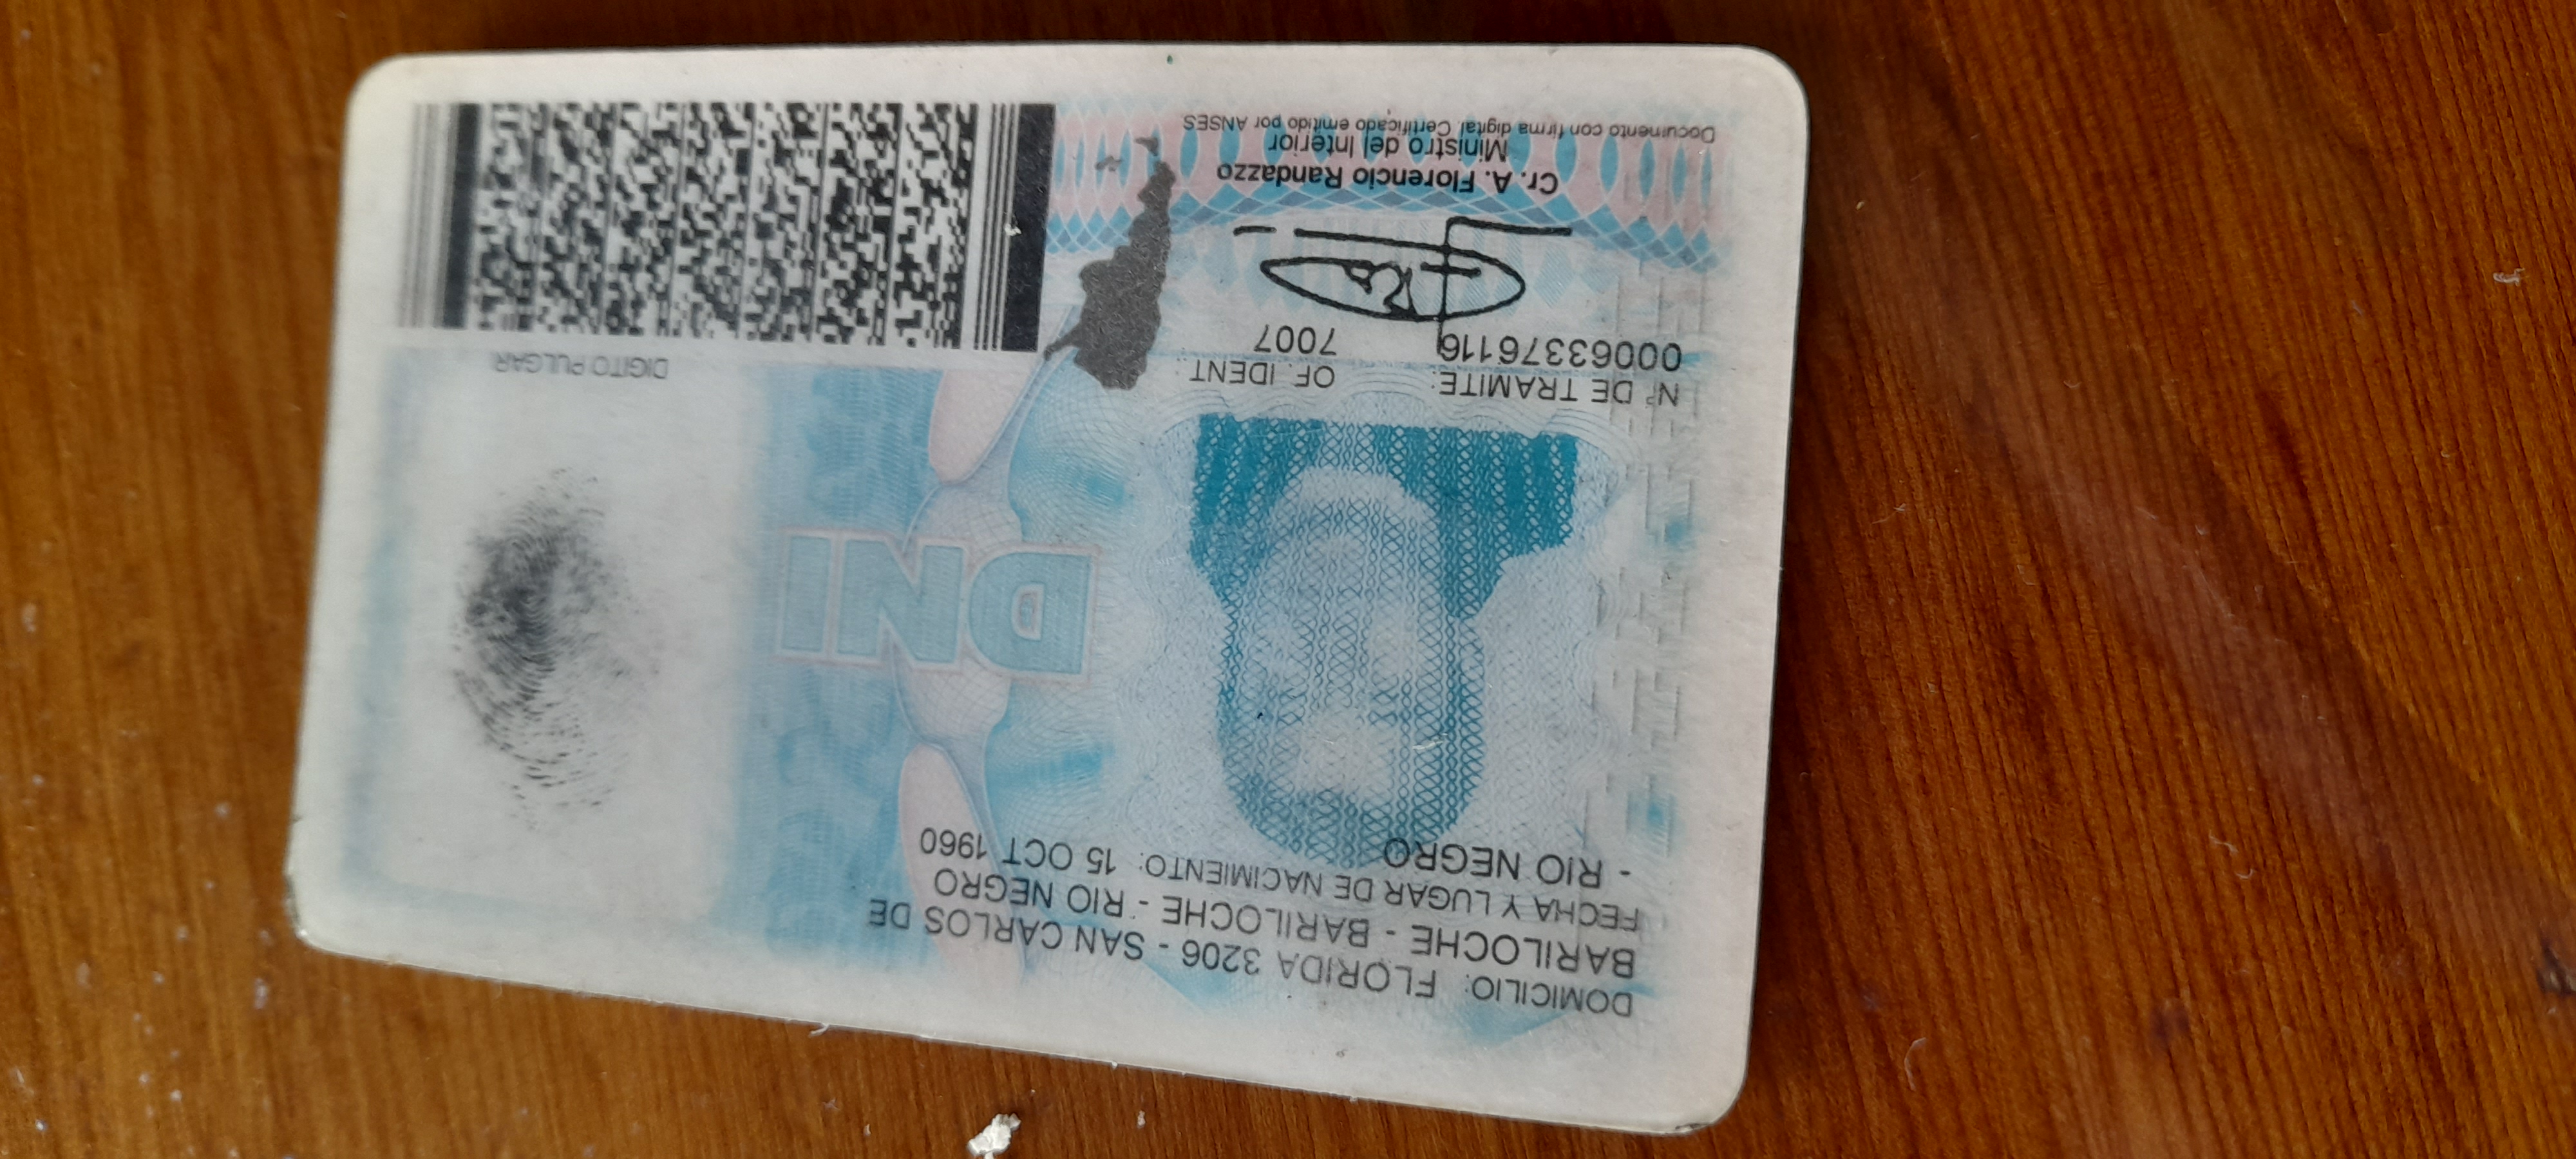 DOMICILIO: FLORIDA 3206 - SAN CARLOS DE
BARILOCHE - BARILOCHE - RIO NEGRO
FECHA Y LUGAR DE NACIMIENTO: 15 OCT 1960
- RIO NEGRO
DNI
DIGITO PULGAR
Nº DE TRAMITE: OF. IDENT.:
00063376116 7007
Cr. A. Florencio Randazzo
Ministro del Interior
Documento con firma digital. Certificado emitido por ANSES.